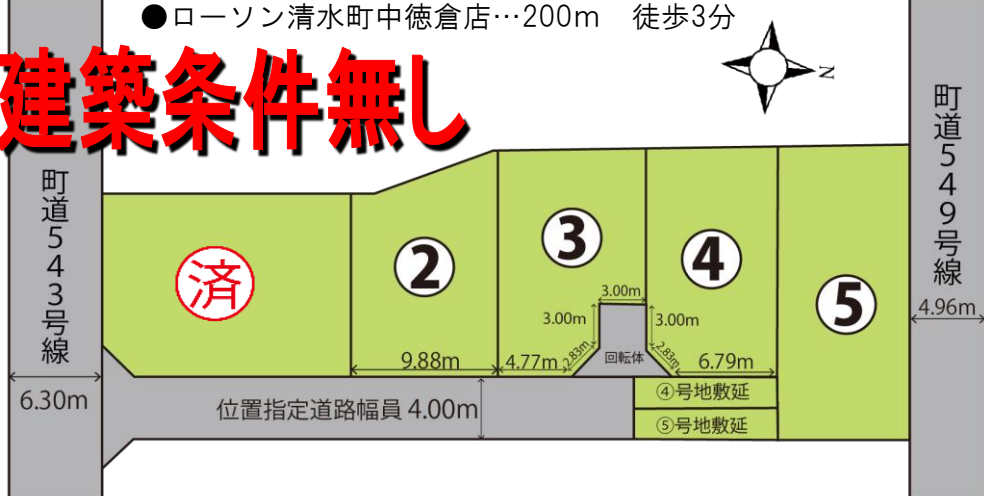 ●ローソン清水町中徳倉店…200m 徒歩3分
建築条件無し
N
町道543号線
町道549号線
済
②
③
④
⑤
3.00m
3.00m
3.00m
4.96m
9.88m
4.77m
2.83m
回転体
2.83m
6.79m
6.30m
位置指定道路幅員 4.00m
④号地敷延
⑤号地敷延